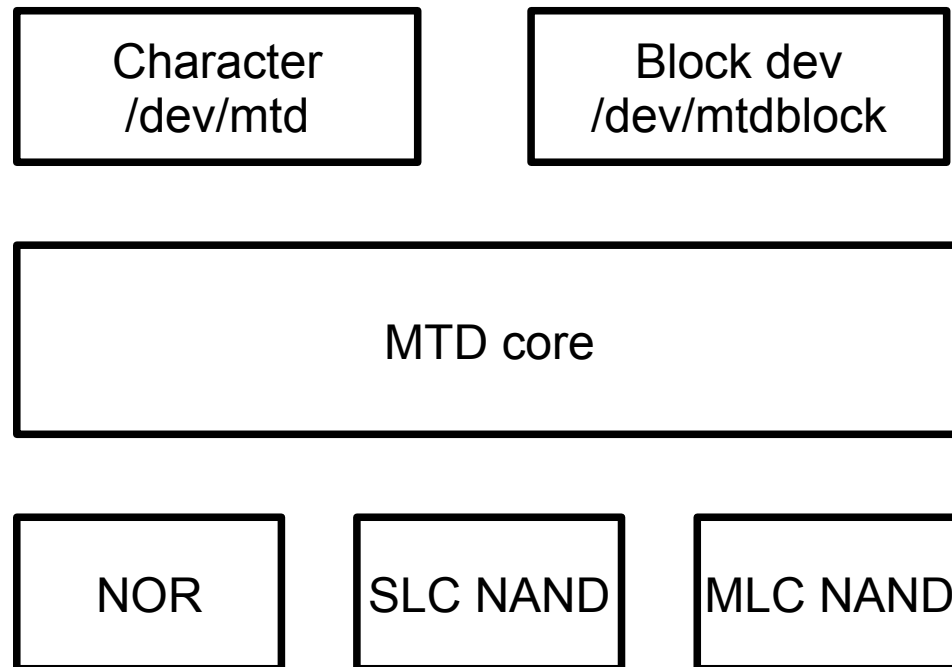 Character
/dev/mtd
Block dev
/dev/mtdblock
MTD core
NOR
SLC NAND
MLC NAND